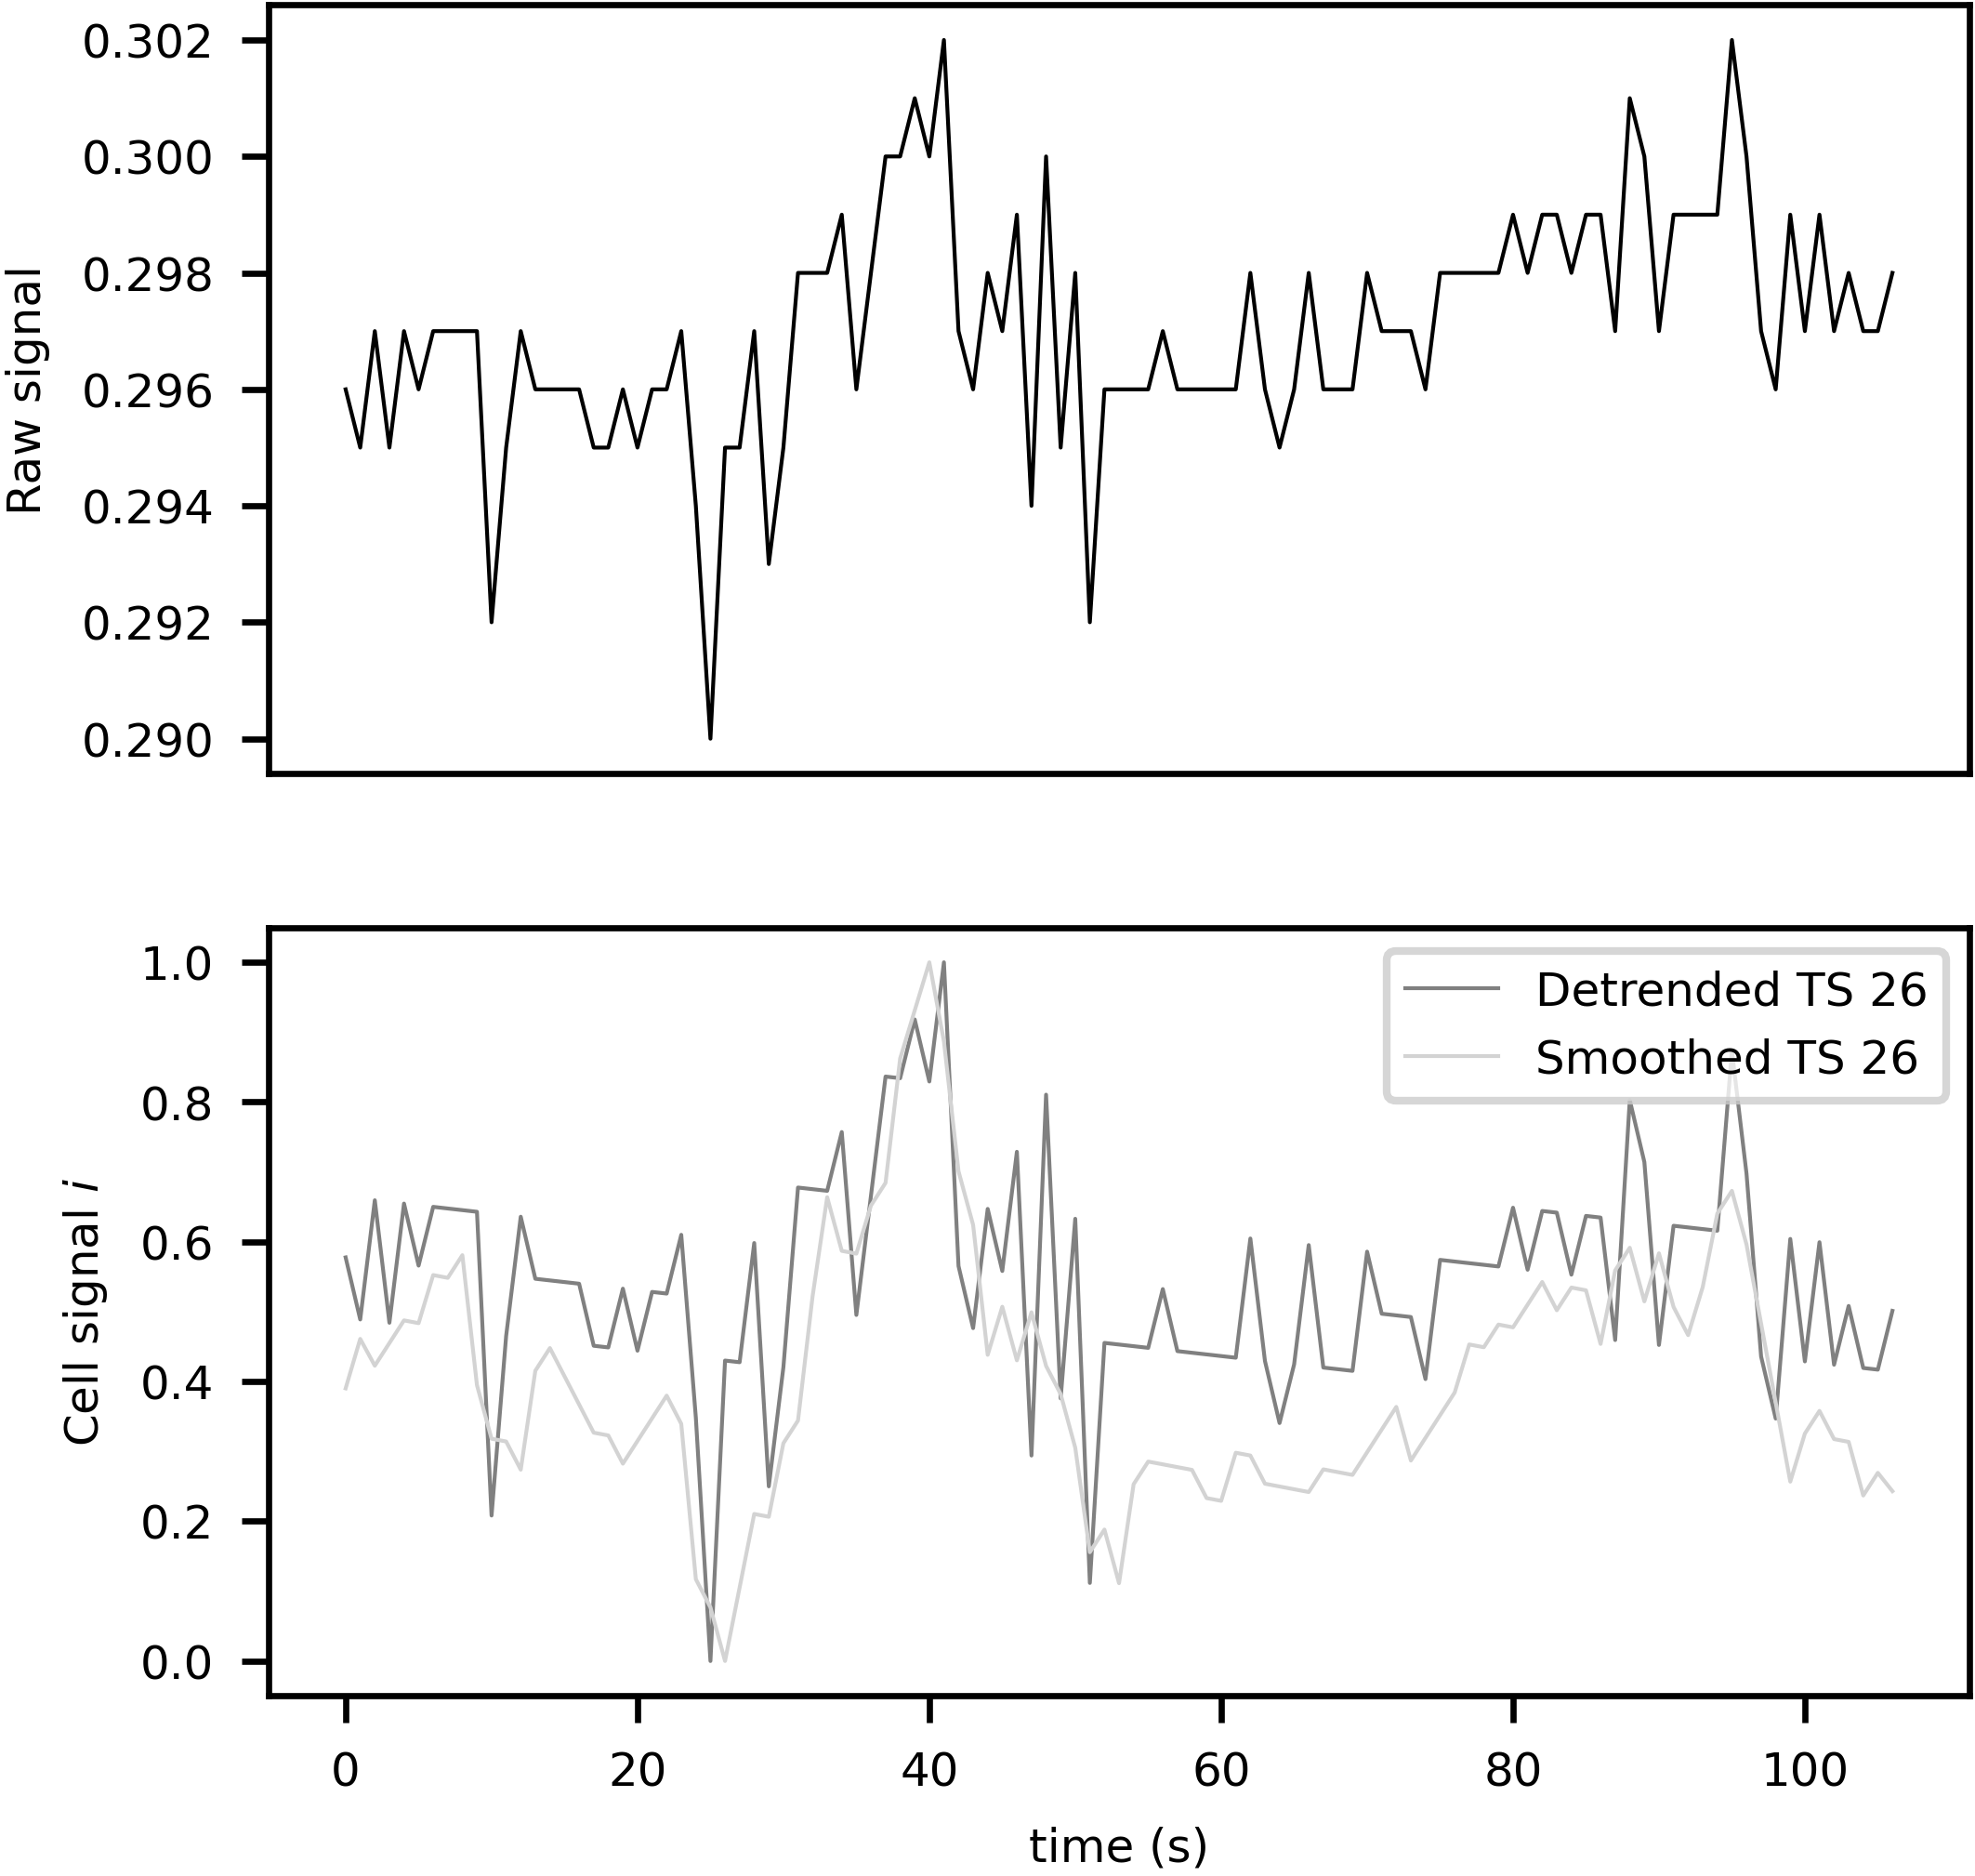 0.302
0.300
0.298
0.296
0.294
0.292
0.290
Raw signal
1.0
0.8
0.6
0.4
0.2
0.0
Cell signal i
Detrended TS 26
Smoothed TS 26
0 20 40 60 80 100
time (s)